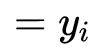 = y_i